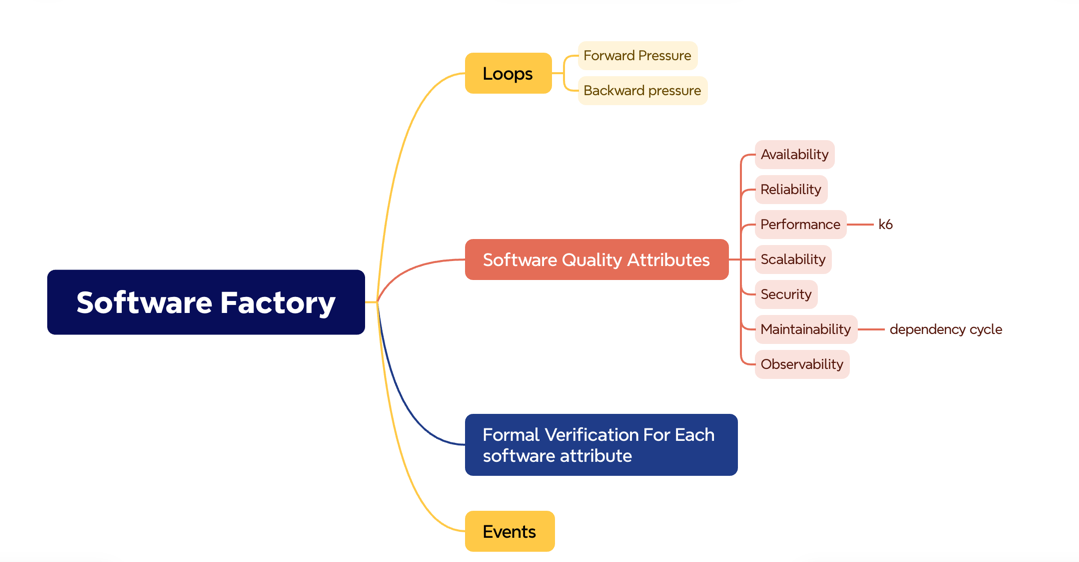 Software Factory
Loops
Forward Pressure
Backward pressure
Software Quality Attributes
Availability
Reliability
Performance
k6
Scalability
Security
Maintainability
dependency cycle
Observability
Formal Verification For Each
software attribute
Events